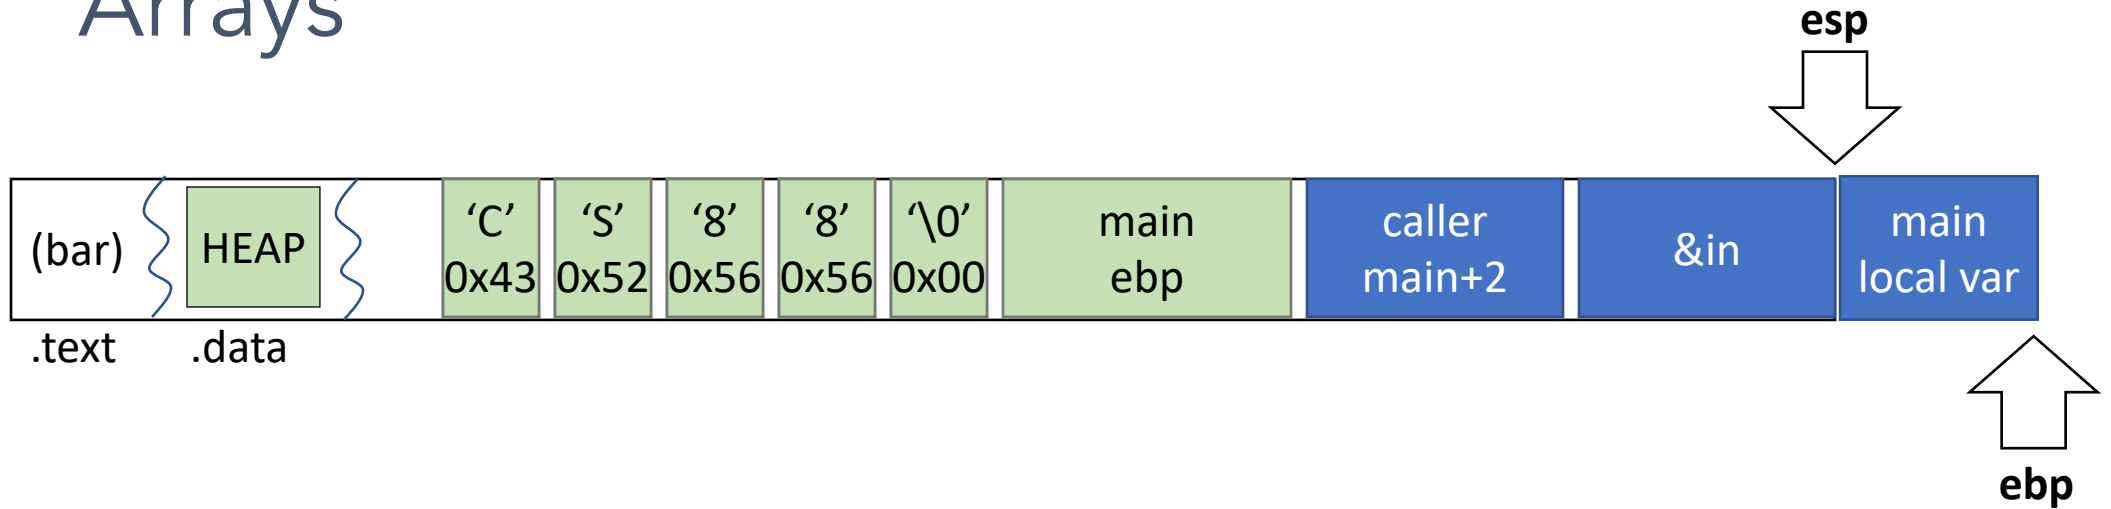 Arrays
esp
(bar)
HEAP
‘C’
0x43
‘S’
0x52
‘8’
0x56
‘8’
0x56
‘\0’
0x00
main
ebp
caller
main+2
&in
main
local var
.text
.data
ebp